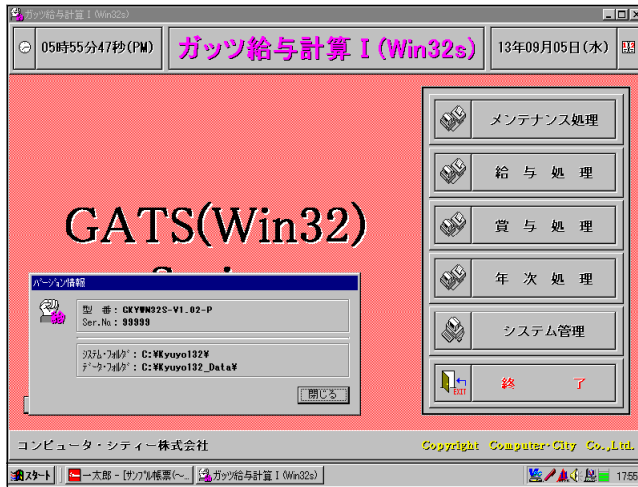 ガッツ給与計算Ⅰ(Win32s)
05時55分47秒(PM)
ガッツ給与計算Ⅰ(Win32s)
13年09月05日(水)
メンテナンス処理
給与処理
賞与処理
年次処理
システム管理
EXIT 終了
GATS(Win32)
バージョン情報
型 番:GKYWN32S-V1.02-P
Ser.No:99999
システム・フォルダ:C:¥Kyuyo132¥
データ・フォルダ:C:¥Kyuyo132_Data¥
閉じる
コンピュータ・シティー株式会社
Copyright Computer・City Co.,Ltd.
スタート
一太郎 - [サンプル帳票(~...
ガッツ給与計算Ⅰ(Win32s)
17:55